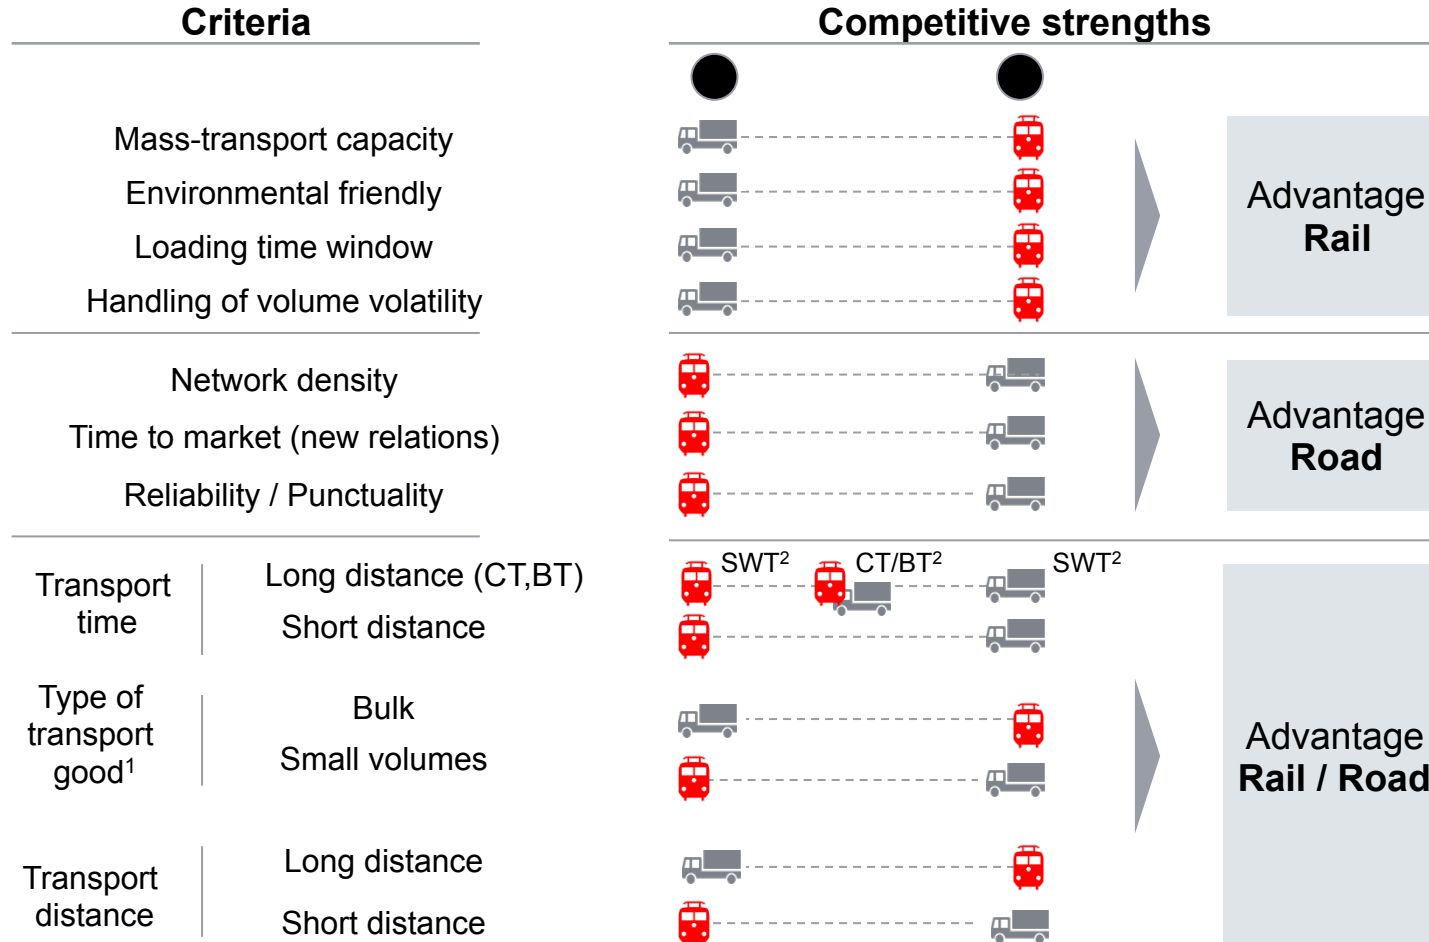 Criteria
Competitive strengths
Mass-transport capacity
Environmental friendly
Loading time window
Handling of volume volatility
Advantage
Rail
Network density
Time to market (new relations)
Reliability / Punctuality
Advantage
Road
Transport
time
Long distance (CT,BT)
Short distance
SWT²
CT/BT²
SWT²
Type of
transport
good¹
Bulk
Small volumes
Transport
distance
Long distance
Short distance
Advantage
Rail / Road